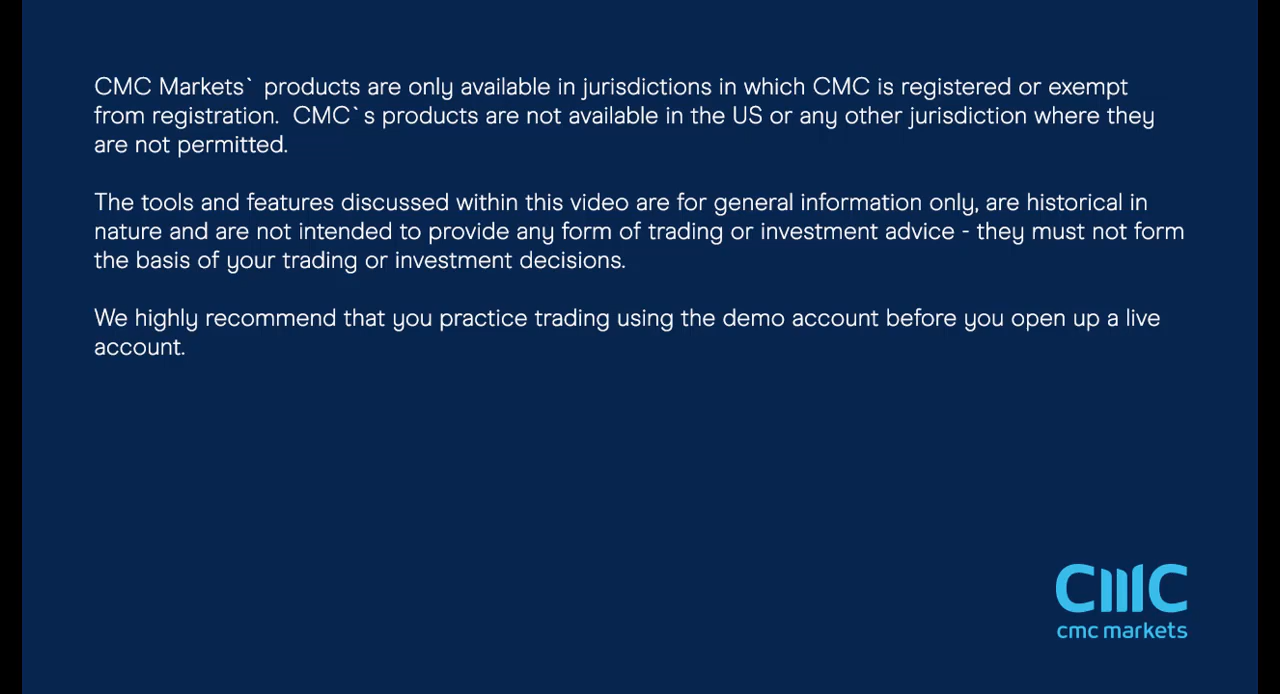 CMC Markets` products are only available in jurisdictions in which CMC is registered or exempt
from registration.  CMC`s products are not available in the US or any other jurisdiction where they
are not permitted.
The tools and features discussed within this video are for general information only, are historical in
nature and are not intended to provide any form of trading or investment advice - they must not form
the basis of your trading or investment decisions.
We highly recommend that you practice trading using the demo account before you open up a live
account.
CMC
cmc markets